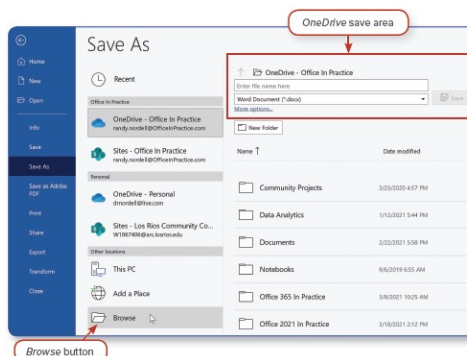 OneDrive save area
Save As
Home
New
Open
Info
Save
Save As
Save as Adobe
PDF
Print
Share
Export
Transform
Close
Recent
Office In Practice
OneDrive - Office In Practice
randy.nordell@OfficeinPractice.com
Sites - Office In Practice
randy.nordell@OfficeinPractice.com
Personal
OneDrive - Personal
dmordell@live.com
Sites - Los Rios Community Co...
W1067406@arc.losrios.edu
Other locations
This PC
Add a Place
Browse
Browse button
OneDrive - Office In Practice
Enter file name here
Word Document (*.docx)
Save
More options...
New Folder
Name ↑ Date modified
Community Projects 3/23/2020 4:57 PM
Data Analytics 1/12/2021 5:44 PM
Documents 2/22/2021 5:58 PM
Notebooks 9/6/2019 6:55 AM
Office 365 In Practice 3/8/2021 10:25 AM
Office 2021 In Practice 3/18/2021 2:12 PM